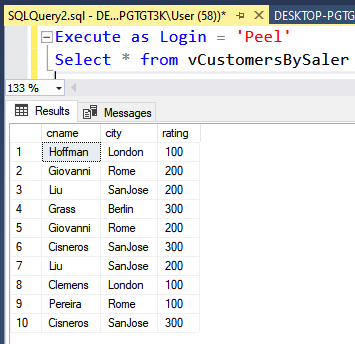 SQLQuery2.sql - DE...PGTGT3K\User (58))* DESKTOP-PGTGT3
Execute as Login = 'Peel'
Select * from vCustomersBySaler
133 %
Results Messages
cname city rating
1 Hoffman London 100
2 Giovanni Rome 200
3 Liu SanJose 200
4 Grass Berlin 300
5 Giovanni Rome 200
6 Cisneros SanJose 300
7 Liu SanJose 200
8 Clemens London 100
9 Pereira Rome 100
10 Cisneros SanJose 300